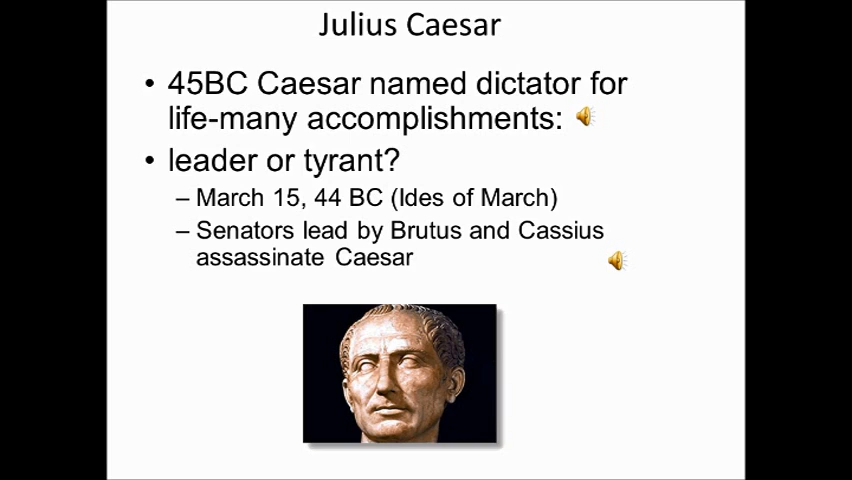 Julius Caesar
• 45BC Caesar named dictator for
life-many accomplishments:
• leader or tyrant?
– March 15, 44 BC (Ides of March)
– Senators lead by Brutus and Cassius
assassinate Caesar